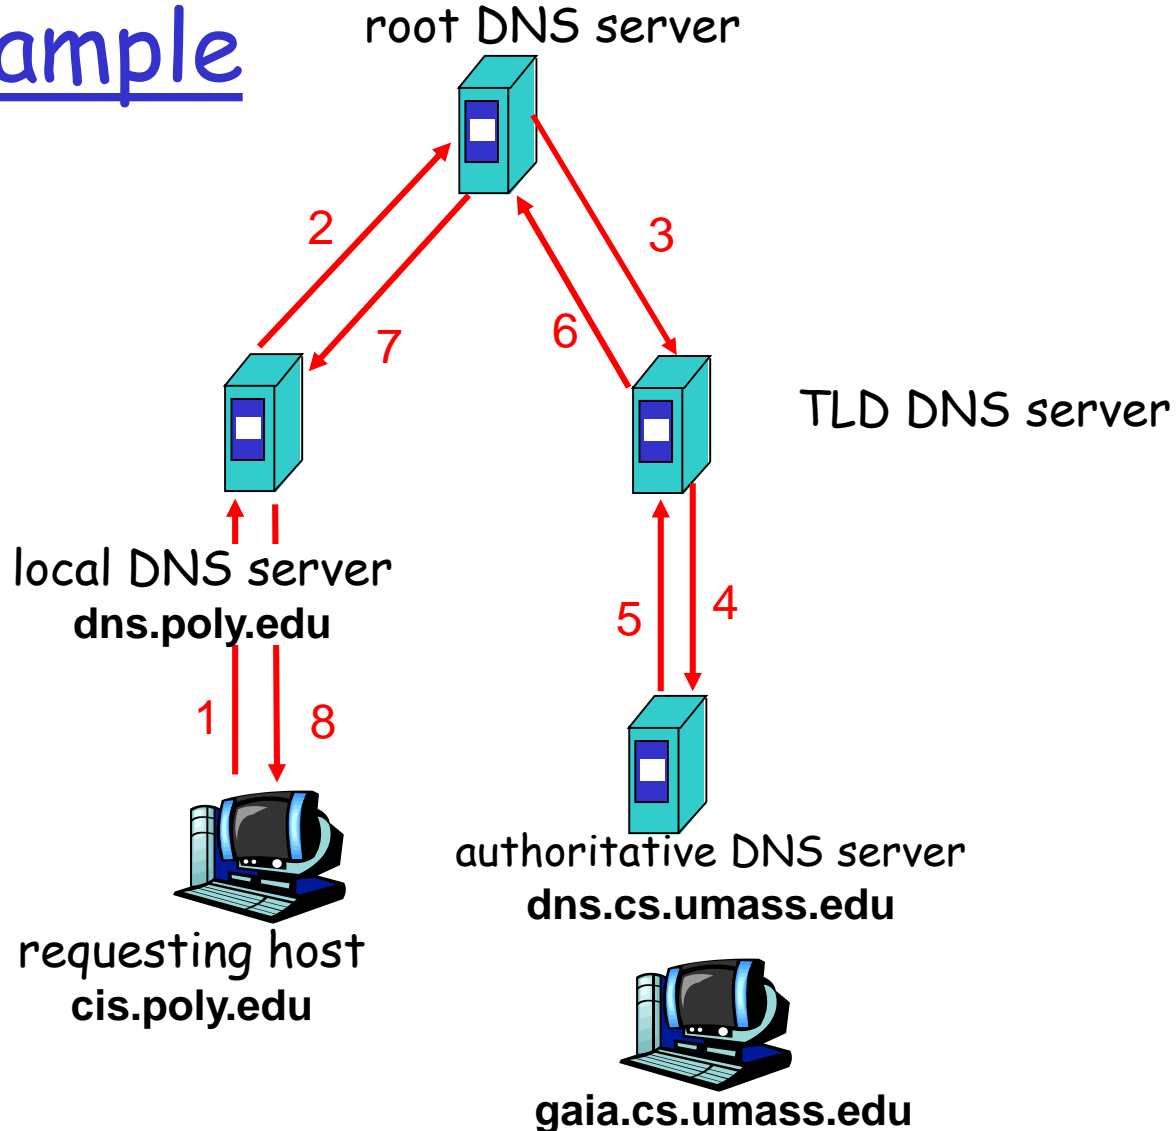 ample
root DNS server
2
3
7
6
TLD DNS server
local DNS server
dns.poly.edu
5
4
1
8
authoritative DNS server
dns.cs.umass.edu
requesting host
cis.poly.edu
gaia.cs.umass.edu